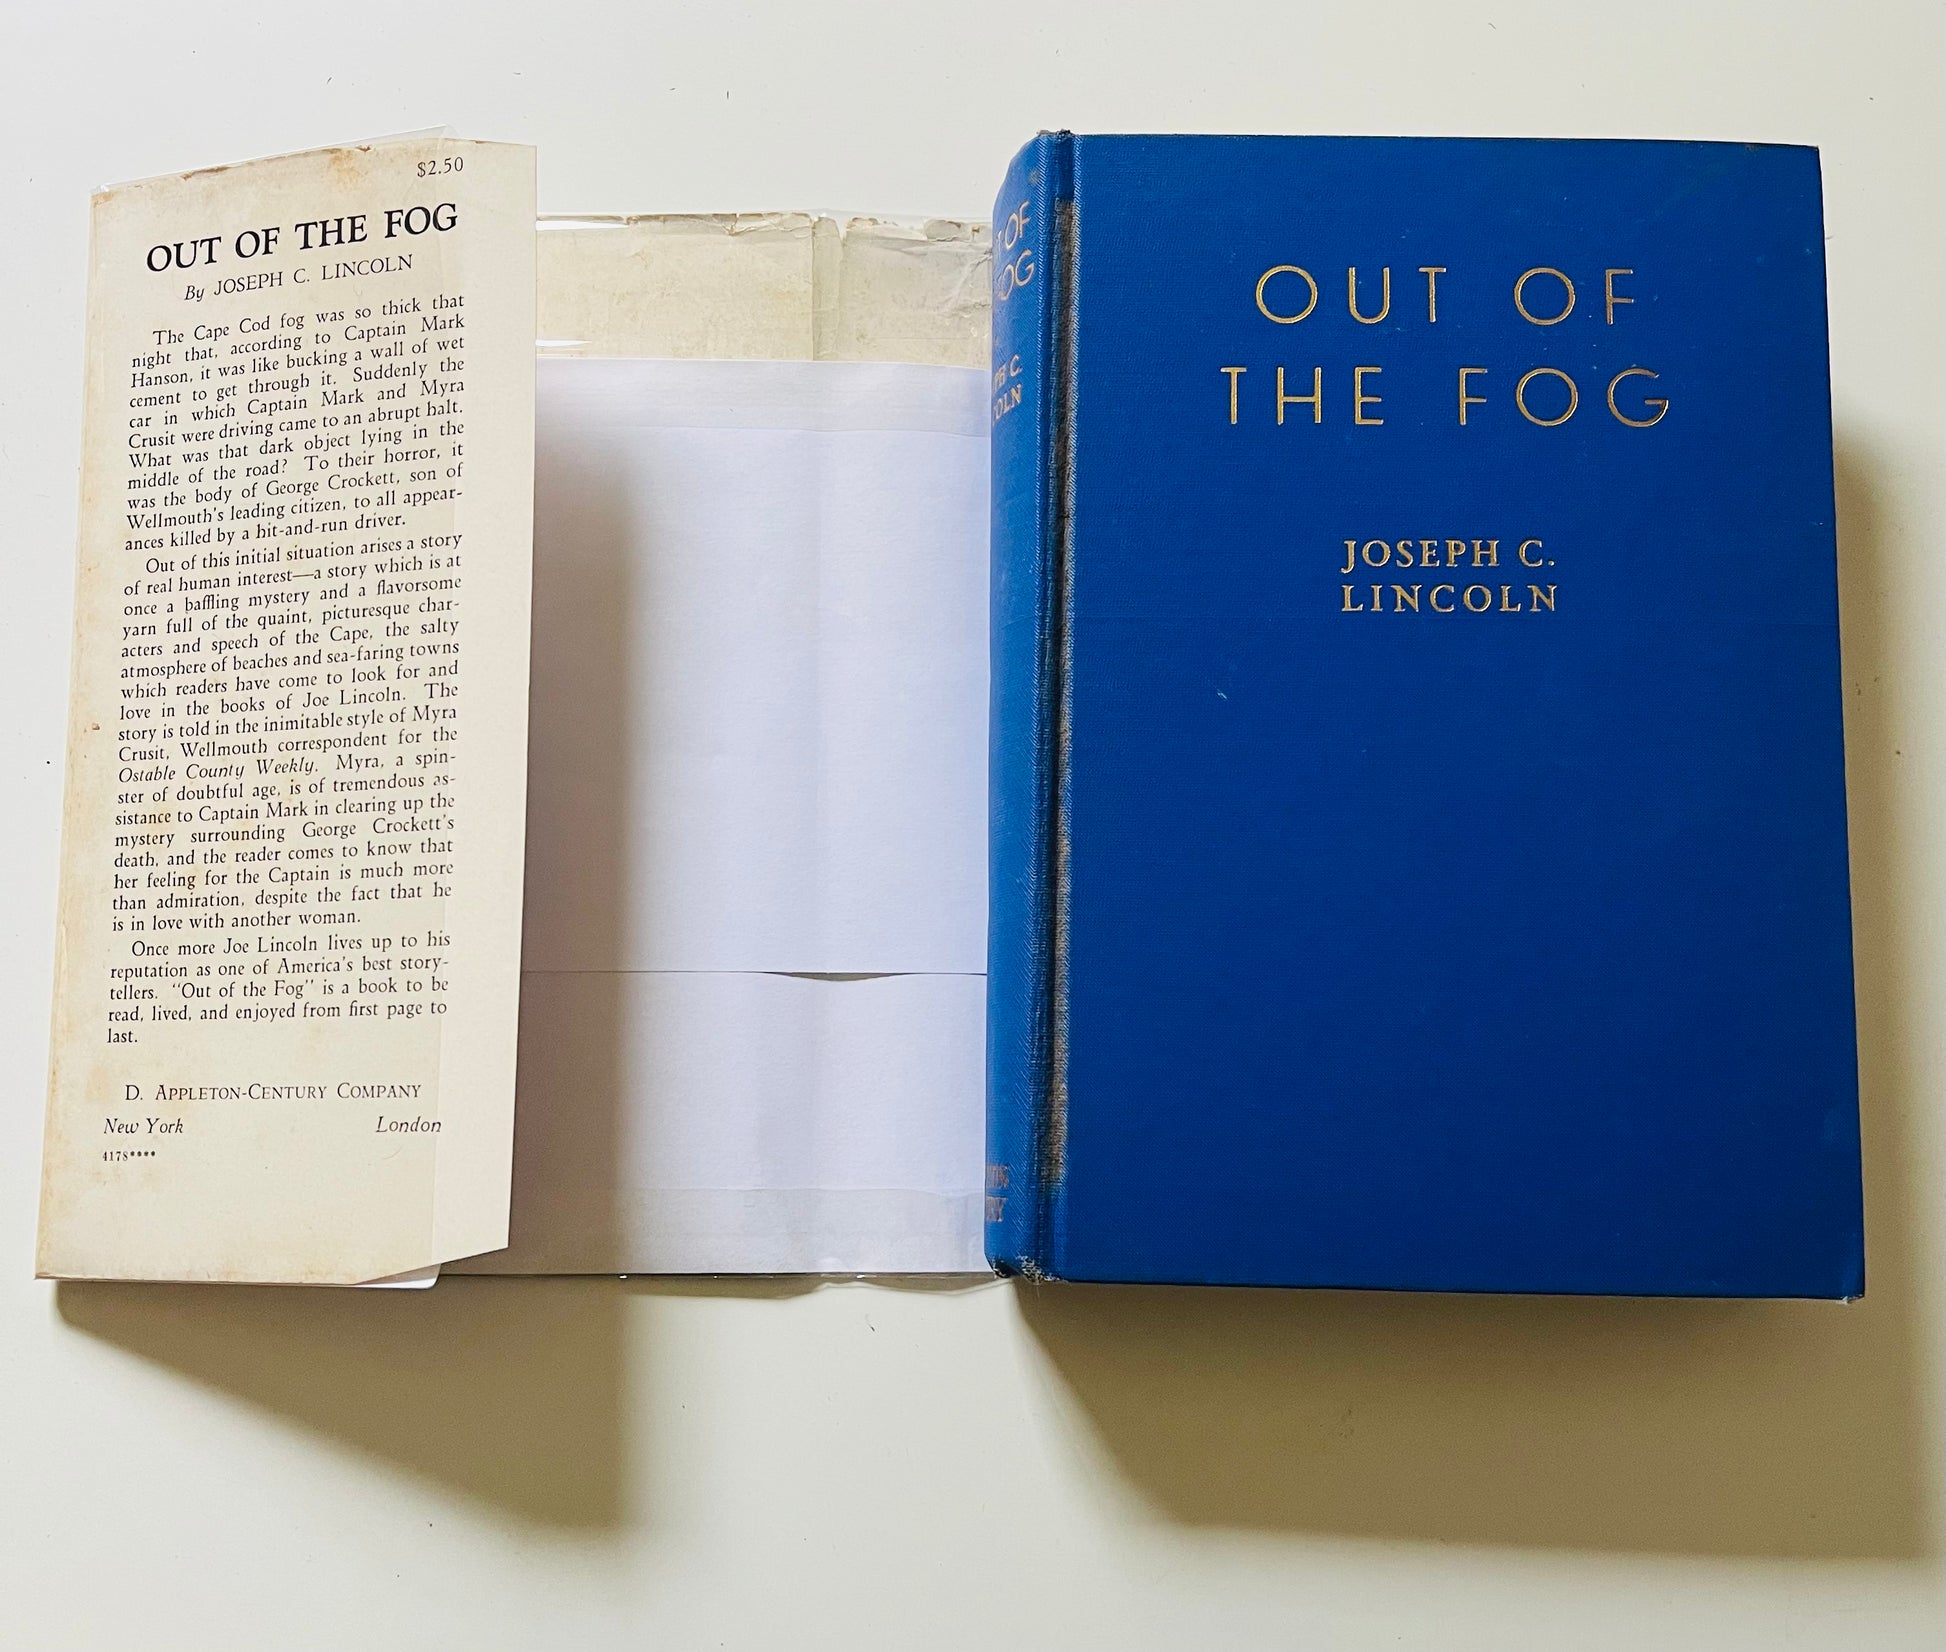 $2.50
OUT OF THE FOG
By JOSEPH C. LINCOLN
The Cape Cod fog was so thick that
night that, according to Captain Mark
Hanson, it was like bucking a wall of wet
cement to get through it. Suddenly the
car in which Captain Mark and Myra
Crusit were driving came to an abrupt halt.
What was that dark object lying in the
middle of the road? To their horror, it
was the body of George Crockett, son of
Wellmouth's leading citizen, to all appear-
ances killed by a hit-and-run driver.
Out of this initial situation arises a story
of real human interest—a story which is at
once a baffling mystery and a flavorsome
yarn full of the quaint, picturesque char-
acters and speech of the Cape, the salty
atmosphere of beaches and sea-faring towns
which readers have come to look for and
love in the books of Joe Lincoln. The
story is told in the inimitable style of Myra
Crusit, Wellmouth correspondent for the
Ostable County Weekly. Myra, a spin-
ster of doubtful age, is of tremendous as-
sistance to Captain Mark in clearing up the
mystery surrounding George Crockett's
death, and the reader comes to know that
her feeling for the Captain is much more
than admiration, despite the fact that he
is in love with another woman.
Once more Joe Lincoln lives up to his
reputation as one of America's best story-
tellers. "Out of the Fog" is a book to be
read, lived, and enjoyed from first page to
last.
D. APPLETON-CENTURY COMPANY
New York London
4178****
OF
OUT OF
THE FOG
JOSEPH C.
LINCOLN